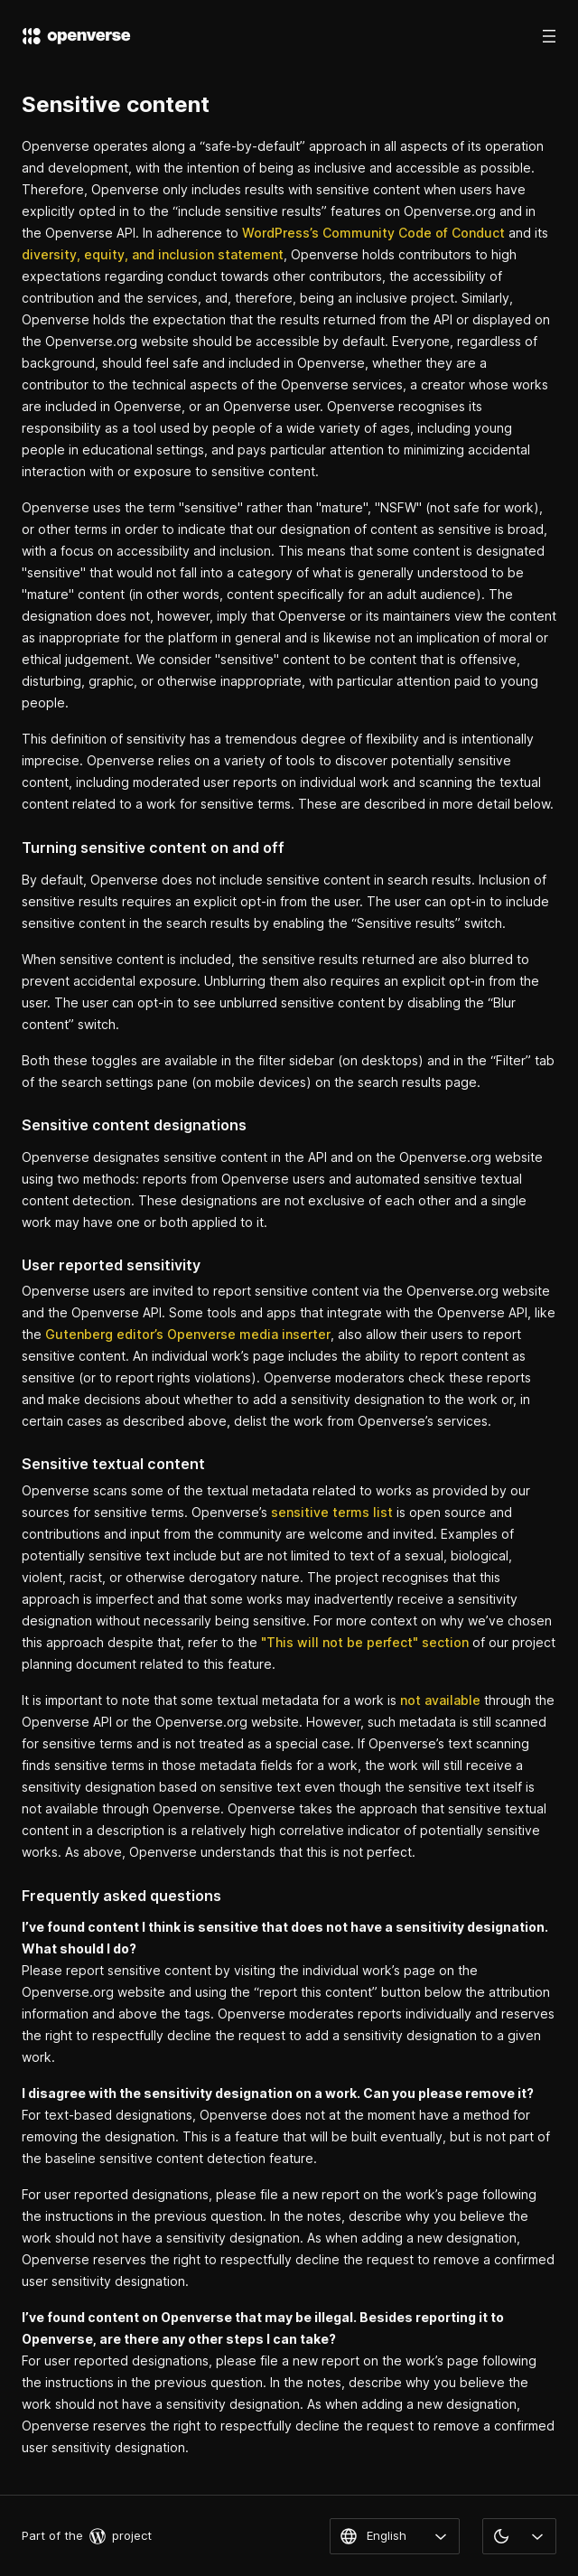 openverse
Sensitive content
Openverse operates along a “safe-by-default” approach in all aspects of its operation
and development, with the intention of being as inclusive and accessible as possible.
Therefore, Openverse only includes results with sensitive content when users have
explicitly opted in to the “include sensitive results” features on Openverse.org and in
the Openverse API. In adherence to WordPress’s Community Code of Conduct and its
diversity, equity, and inclusion statement, Openverse holds contributors to high
expectations regarding conduct towards other contributors, the accessibility of
contribution and the services, and, therefore, being an inclusive project. Similarly,
Openverse holds the expectation that the results returned from the API or displayed on
the Openverse.org website should be accessible by default. Everyone, regardless of
background, should feel safe and included in Openverse, whether they are a
contributor to the technical aspects of the Openverse services, a creator whose works
are included in Openverse, or an Openverse user. Openverse recognises its
responsibility as a tool used by people of a wide variety of ages, including young
people in educational settings, and pays particular attention to minimizing accidental
interaction with or exposure to sensitive content.
Openverse uses the term "sensitive" rather than "mature", "NSFW" (not safe for work),
or other terms in order to indicate that our designation of content as sensitive is broad,
with a focus on accessibility and inclusion. This means that some content is designated
"sensitive" that would not fall into a category of what is generally understood to be
"mature" content (in other words, content specifically for an adult audience). The
designation does not, however, imply that Openverse or its maintainers view the content
as inappropriate for the platform in general and is likewise not an implication of moral or
ethical judgement. We consider "sensitive" content to be content that is offensive,
disturbing, graphic, or otherwise inappropriate, with particular attention paid to young
people.
This definition of sensitivity has a tremendous degree of flexibility and is intentionally
imprecise. Openverse relies on a variety of tools to discover potentially sensitive
content, including moderated user reports on individual work and scanning the textual
content related to a work for sensitive terms. These are described in more detail below.
Turning sensitive content on and off
By default, Openverse does not include sensitive content in search results. Inclusion of
sensitive results requires an explicit opt-in from the user. The user can opt-in to include
sensitive content in the search results by enabling the “Sensitive results” switch.
When sensitive content is included, the sensitive results returned are also blurred to
prevent accidental exposure. Unblurring them also requires an explicit opt-in from the
user. The user can opt-in to see unblurred sensitive content by disabling the “Blur
content” switch.
Both these toggles are available in the filter sidebar (on desktops) and in the “Filter” tab
of the search settings pane (on mobile devices) on the search results page.
Sensitive content designations
Openverse designates sensitive content in the API and on the Openverse.org website
using two methods: reports from Openverse users and automated sensitive textual
content detection. These designations are not exclusive of each other and a single
work may have one or both applied to it.
User reported sensitivity
Openverse users are invited to report sensitive content via the Openverse.org website
and the Openverse API. Some tools and apps that integrate with the Openverse API, like
the Gutenberg editor’s Openverse media inserter, also allow their users to report
sensitive content. An individual work’s page includes the ability to report content as
sensitive (or to report rights violations). Openverse moderators check these reports
and make decisions about whether to add a sensitivity designation to the work or, in
certain cases as described above, delist the work from Openverse’s services.
Sensitive textual content
Openverse scans some of the textual metadata related to works as provided by our
sources for sensitive terms. Openverse’s sensitive terms list is open source and
contributions and input from the community are welcome and invited. Examples of
potentially sensitive text include but are not limited to text of a sexual, biological,
violent, racist, or otherwise derogatory nature. The project recognises that this
approach is imperfect and that some works may inadvertently receive a sensitivity
designation without necessarily being sensitive. For more context on why we’ve chosen
this approach despite that, refer to the "This will not be perfect" section of our project
planning document related to this feature.
It is important to note that some textual metadata for a work is not available through the
Openverse API or the Openverse.org website. However, such metadata is still scanned
for sensitive terms and is not treated as a special case. If Openverse’s text scanning
finds sensitive terms in those metadata fields for a work, the work will still receive a
sensitivity designation based on sensitive text even though the sensitive text itself is
not available through Openverse. Openverse takes the approach that sensitive textual
content in a description is a relatively high correlative indicator of potentially sensitive
works. As above, Openverse understands that this is not perfect.
Frequently asked questions
I’ve found content I think is sensitive that does not have a sensitivity designation.
What should I do?
Please report sensitive content by visiting the individual work’s page on the
Openverse.org website and using the “report this content” button below the attribution
information and above the tags. Openverse moderates reports individually and reserves
the right to respectfully decline the request to add a sensitivity designation to a given
work.
I disagree with the sensitivity designation on a work. Can you please remove it?
For text-based designations, Openverse does not at the moment have a method for
removing the designation. This is a feature that will be built eventually, but is not part of
the baseline sensitive content detection feature.
For user reported designations, please file a new report on the work’s page following
the instructions in the previous question. In the notes, describe why you believe the
work should not have a sensitivity designation. As when adding a new designation,
Openverse reserves the right to respectfully decline the request to remove a confirmed
user sensitivity designation.
I’ve found content on Openverse that may be illegal. Besides reporting it to
Openverse, are there any other steps I can take?
For user reported designations, please file a new report on the work’s page following
the instructions in the previous question. In the notes, describe why you believe the
work should not have a sensitivity designation. As when adding a new designation,
Openverse reserves the right to respectfully decline the request to remove a confirmed
user sensitivity designation.
Part of the project
English